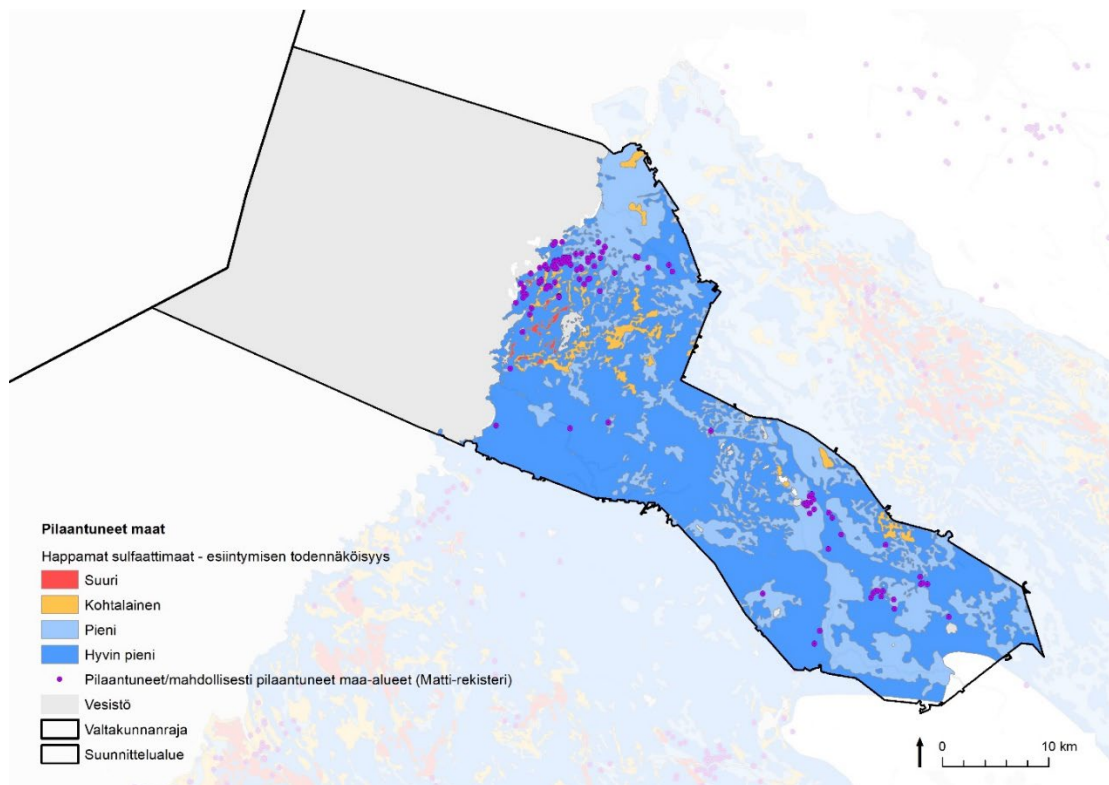 Pilaantuneet maat
Happamat sulfaattimaat - esiintymisen todennäköisyys
Suuri
Kohtalainen
Pieni
Hyvin pieni
Pilaantuneet/mahdollisesti pilaantuneet maa-alueet (Matti-rekisteri)
Vesistö
Valtakunnanraja
Suunnittelualue
0 10 km